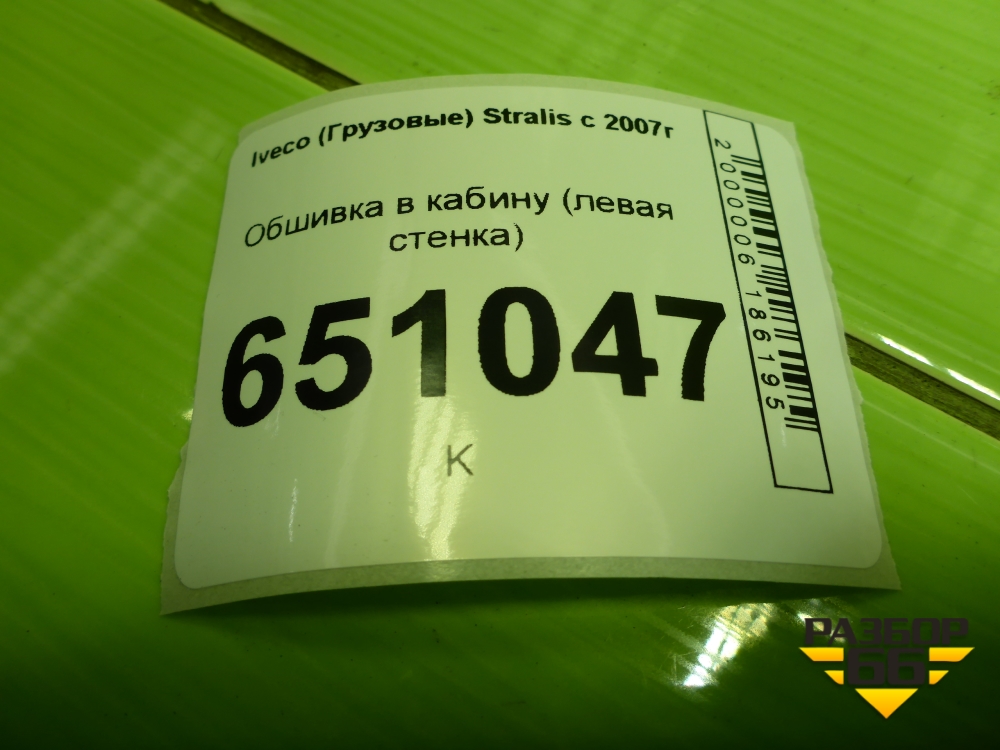 Iveco (Грузовые) Stralis с 2007г
Обшивка в кабину (левая
стенка)
651047
К
2000006186195
РАЗБОР
66